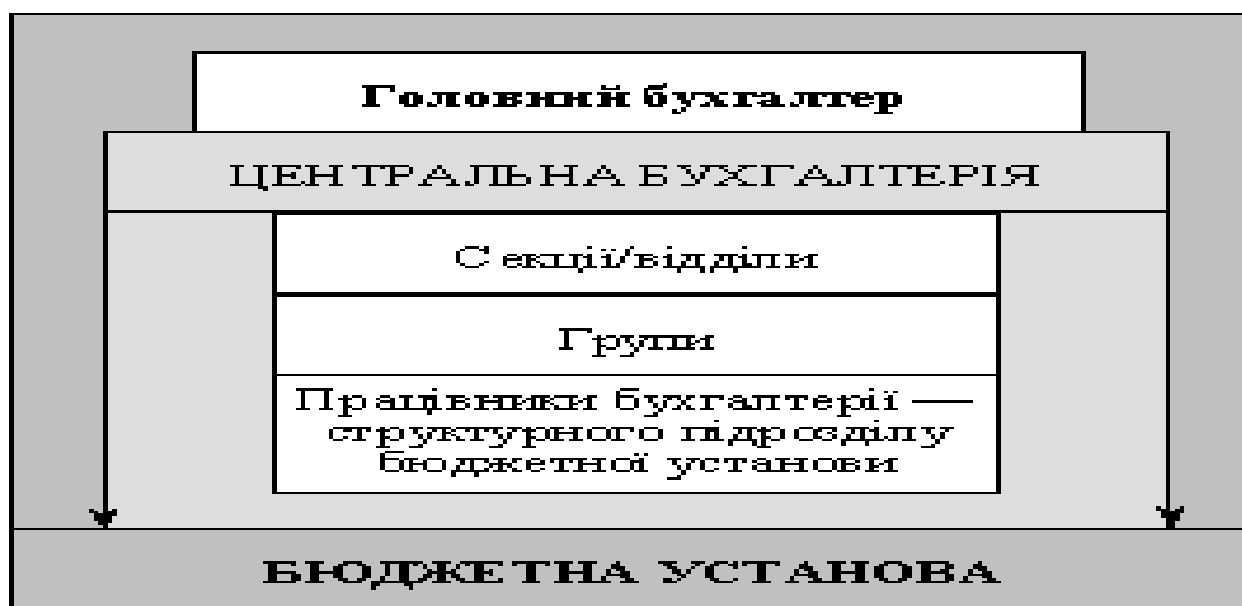 Головний бухгалтер
ЦЕНТРАЛЬНА БУХГАЛТЕРІЯ
Секції/відділи
Групи
Працівники бухгалтерії —
структурного підрозділу
бюджетної установи
БЮДЖЕТНА УСТАНОВА